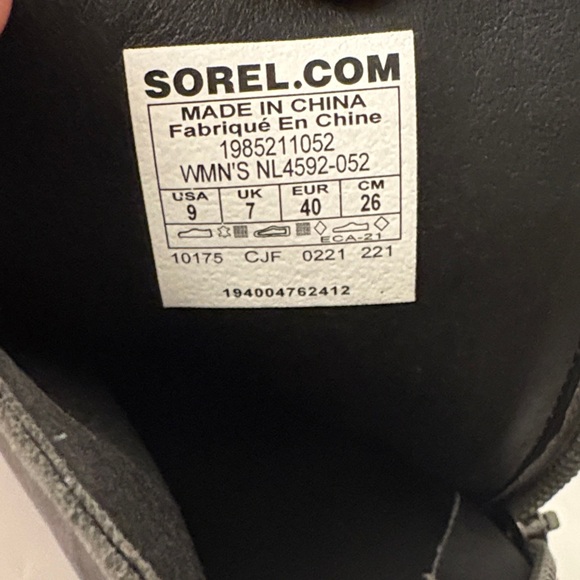 SOREL.COM
MADE IN CHINA
Fabriqué En Chine
1985211052
WMN'S NL4592-052
USA UK EUR CM
9 7 40 26
ECA-21
10175 CJF 0221 221
194004762412